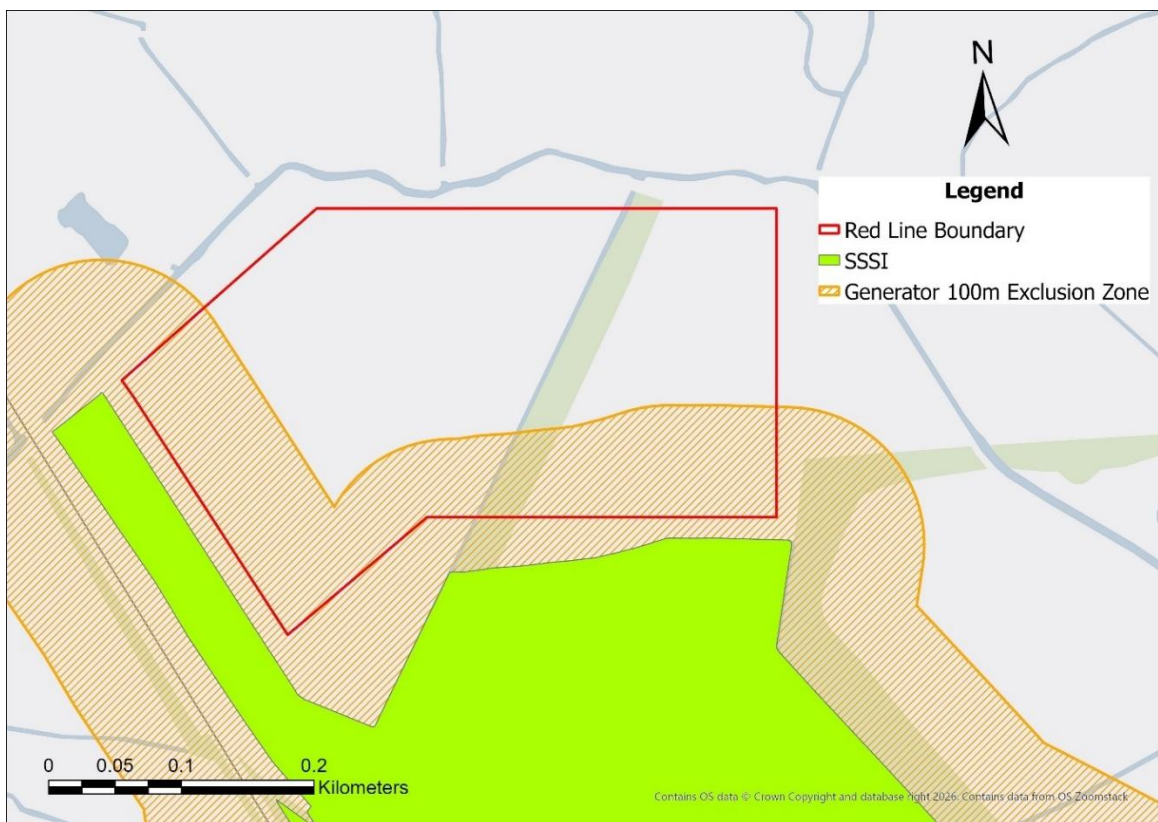 N
Legend
Red Line Boundary
SSSI
Generator 100m Exclusion Zone
0 0.05 0.1 0.2
Kilometers
Contains OS data © Crown Copyright and database right 2026. Contains data from OS Zoomstack